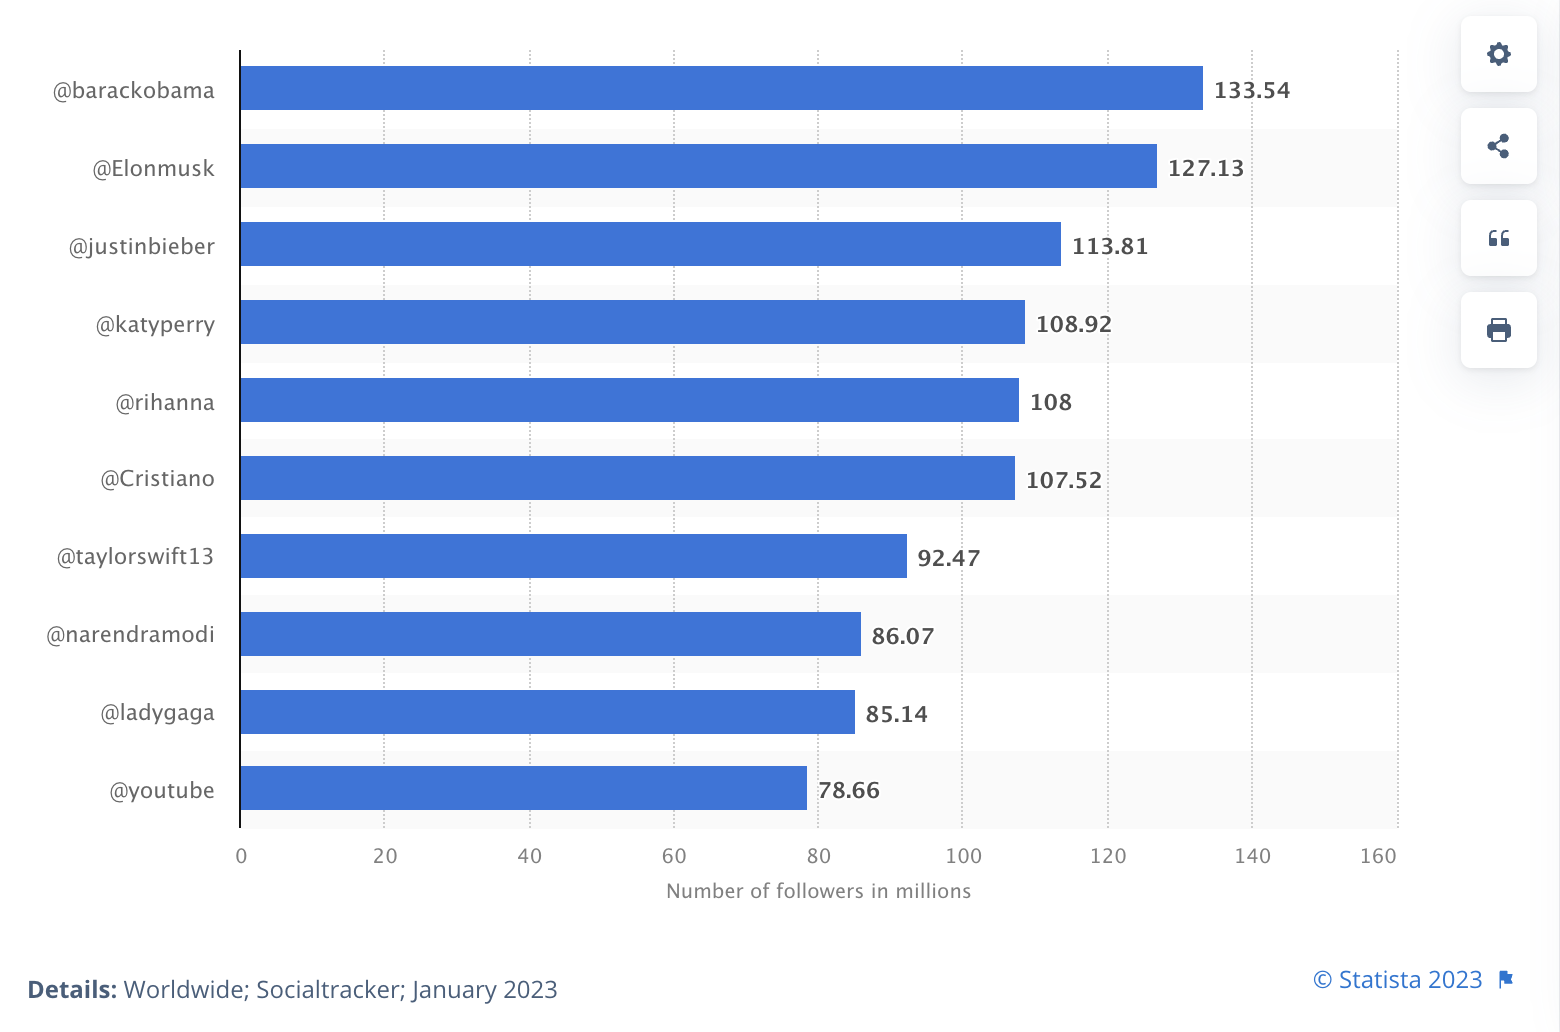 @barackobama 133.54
@Elonmusk 127.13
@justinbieber 113.81
@katyperry 108.92
@rihanna 108
@Cristiano 107.52
@taylorswift13 92.47
@narendramodi 86.07
@ladygaga 85.14
@youtube 78.66
0 20 40 60 80 100 120 140 160
Number of followers in millions
Details: Worldwide; Socialtracker; January 2023
© Statista 2023